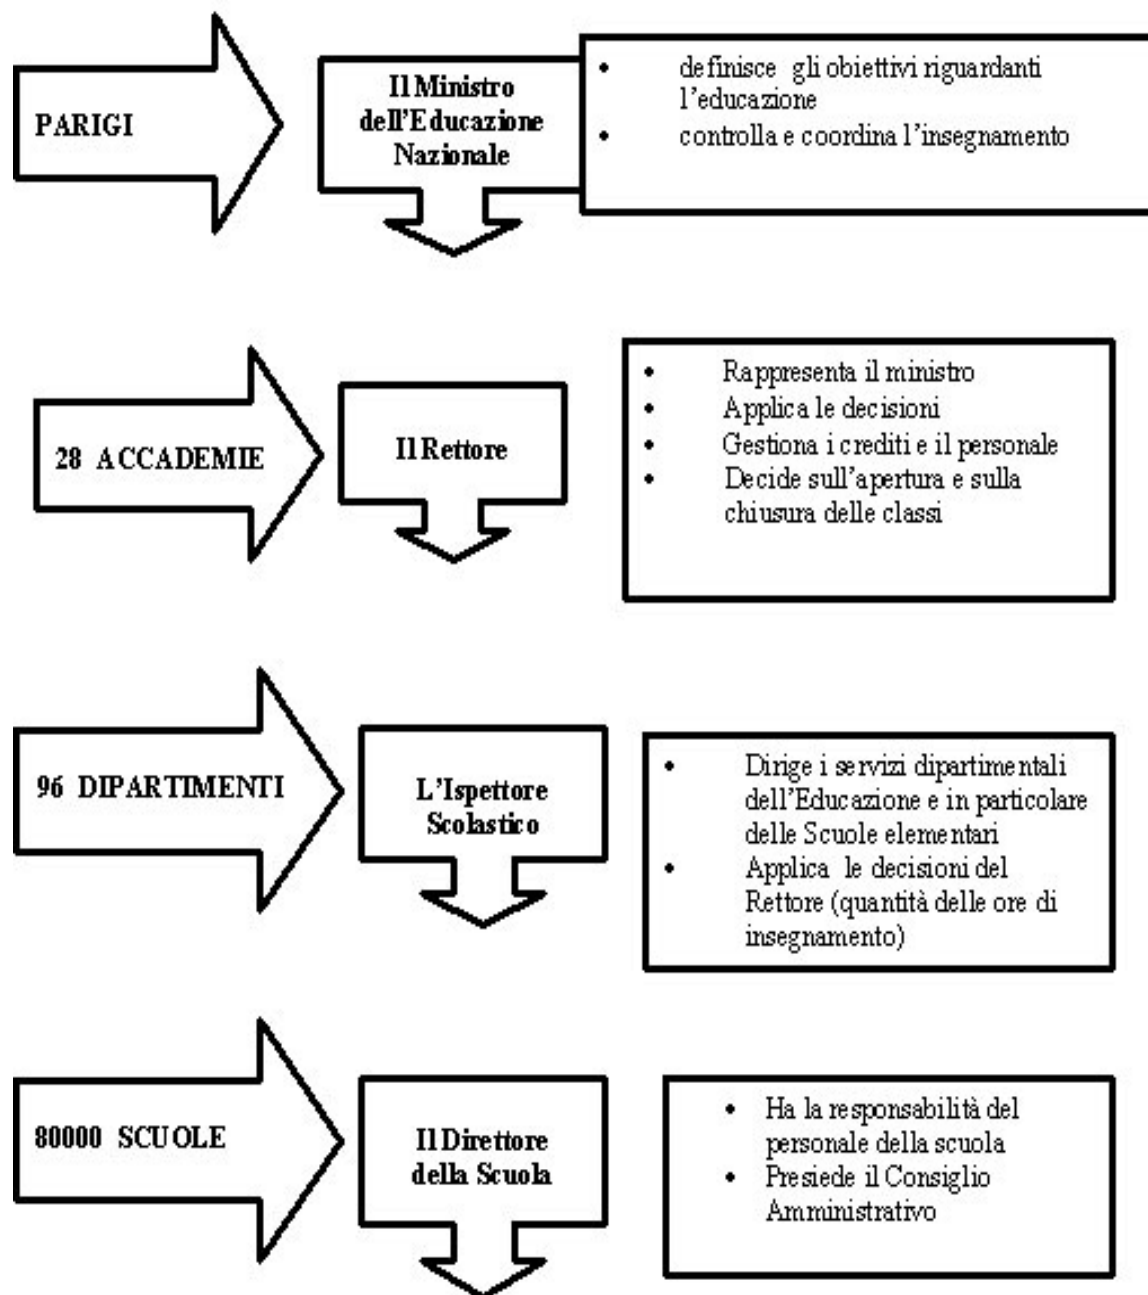 PARIGI
Il Ministro
dell'Educazione
Nazionale
• definisce gli obiettivi riguardanti
l'educazione
• controlla e coordina l'insegnamento
28 ACCADEMIE
Il Rettore
• Rappresenta il ministro
• Applica le decisioni
• Gestiona i crediti e il personale
• Decide sull'apertura e sulla
chiusura delle classi
96 DIPARTIMENTI
L'Ispettore
Scolastico
• Dirige i servizi dipartimentali
dell'Educazione e in particolare
delle Scuole elementari
• Applica le decisioni del
Rettore (quantità delle ore di
insegnamento)
80000 SCUOLE
Il Direttore
della Scuola
• Ha la responsabilità del
personale della scuola
• Presiede il Consiglio
Amministrativo